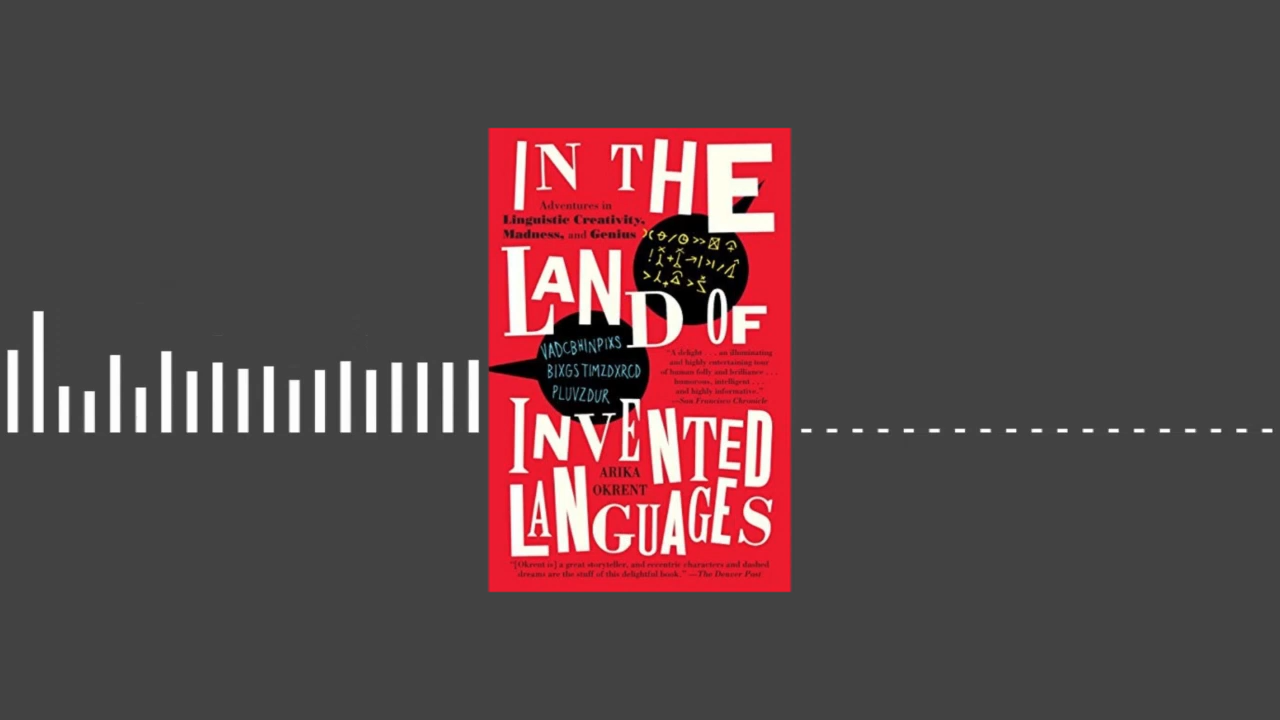 IN THE
Adventures in
Linguistic Creativity,
Madness, and Genius
LAND OF
VADCBHINPIXS
BIXGSTIMZDXRCD
PLUVZDUR
"A delight . . . an illuminating
and highly entertaining tour
of human folly and brilliance . . .
humorous, intelligent . . .
and highly informative."
—San Francisco Chronicle
INVENTED
ARIKA
OKRENT
LANGUAGES
"[Okrent is] a great storyteller, and eccentric characters and dashed
dreams are the stuff of this delightful book." —The Denver Post